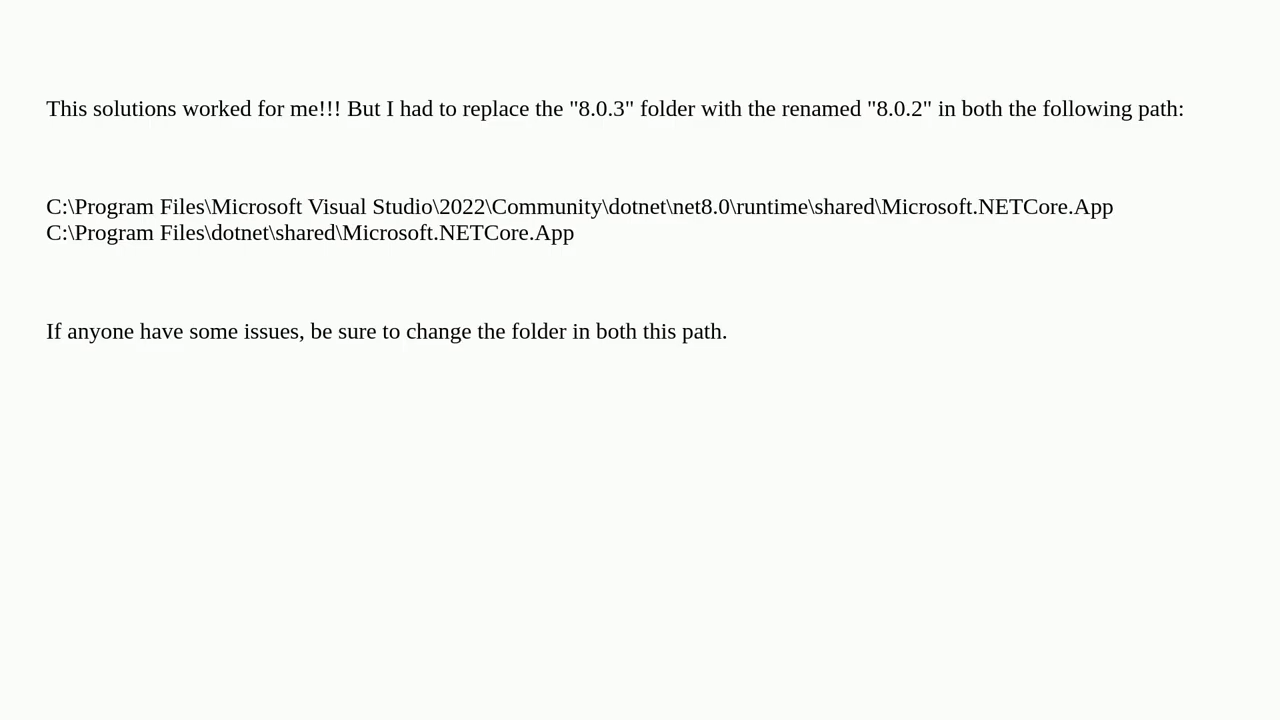 This solutions worked for me!!! But I had to replace the "8.0.3" folder with the renamed "8.0.2" in both the following path:
C:\Program Files\Microsoft Visual Studio\2022\Community\dotnet\net8.0\runtime\shared\Microsoft.NETCore.App
C:\Program Files\dotnet\shared\Microsoft.NETCore.App
If anyone have some issues, be sure to change the folder in both this path.